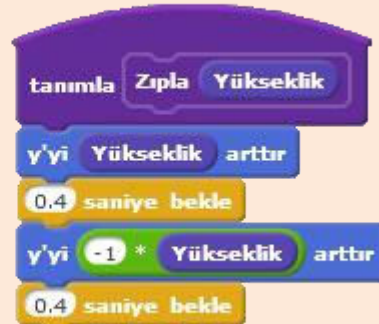 tanımla Zıpla Yükseklik
y'yi Yükseklik arttır
0.4 saniye bekle
y'yi -1 * Yükseklik arttır
0.4 saniye bekle